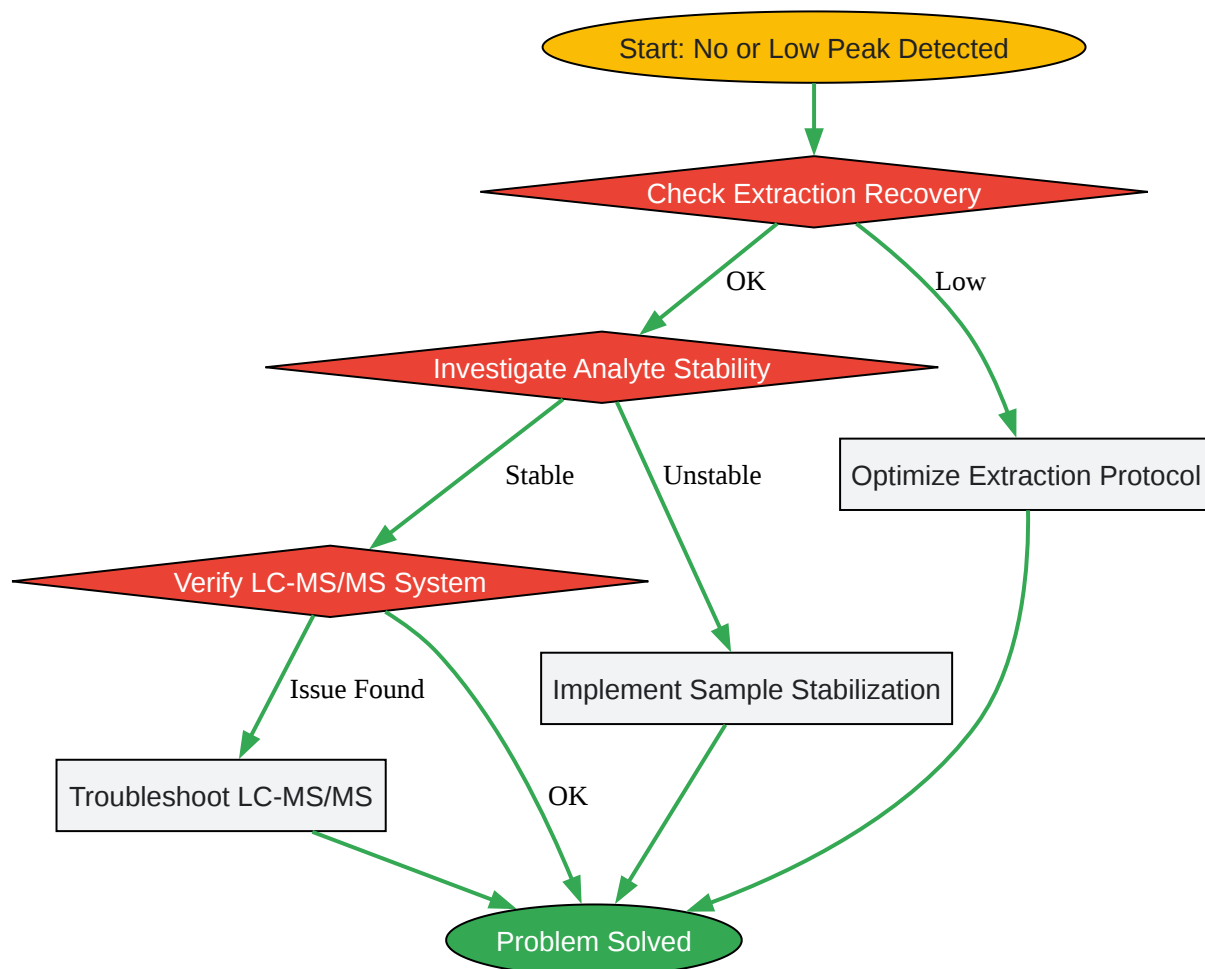 Start: No or Low Peak Detected
Check Extraction Recovery
OK
Low
Investigate Analyte Stability
Stable
Unstable
Optimize Extraction Protocol
Verify LC-MS/MS System
Issue Found
Implement Sample Stabilization
Troubleshoot LC-MS/MS
OK
Problem Solved